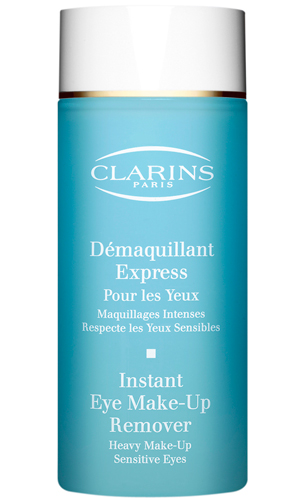 CLARINS
PARIS
Démaquillant
Express
Pour les Yeux
Maquillages Intenses
Respecte les Yeux Sensibles
Instant
Eye Make-Up
Remover
Heavy Make-Up
Sensitive Eyes